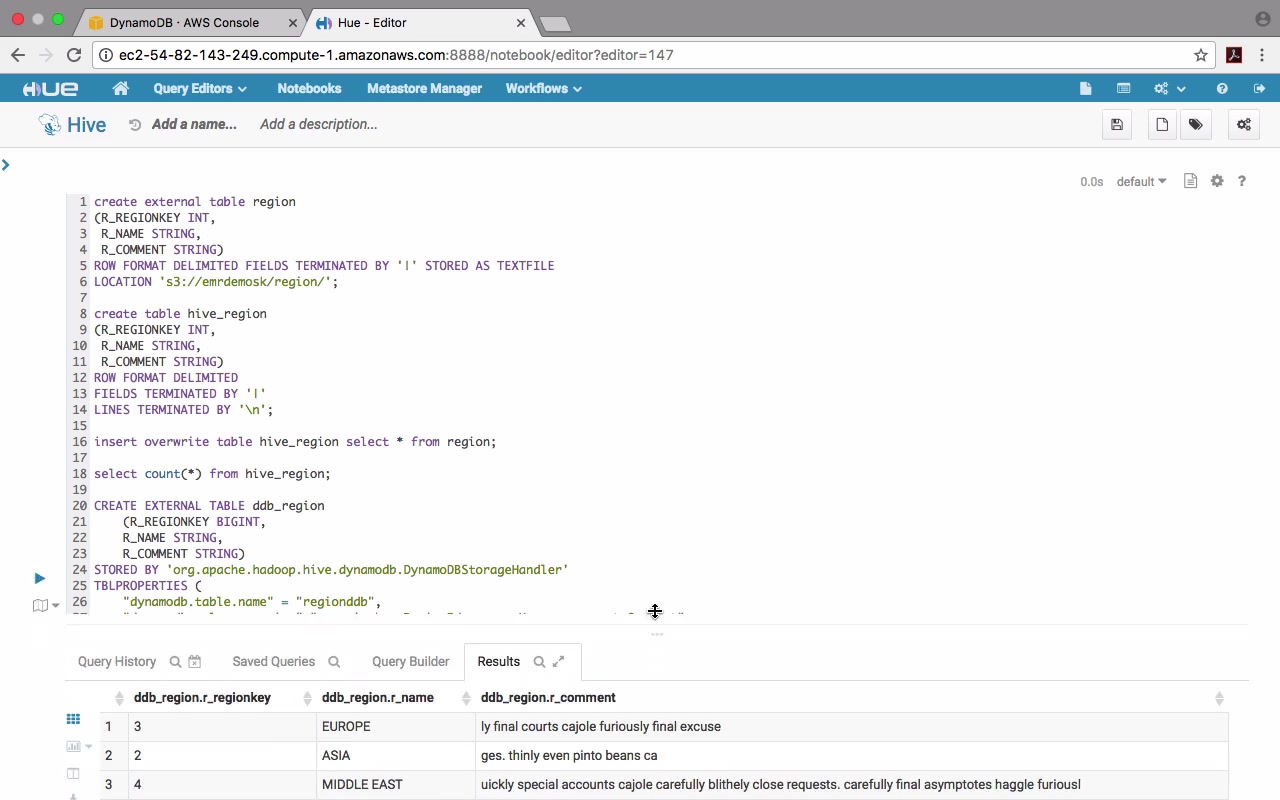 DynamoDB · AWS Console
Hue - Editor
ec2-54-82-143-249.compute-1.amazonaws.com:8888/notebook/editor?editor=147
HUE Query Editors Notebooks Metastore Manager Workflows
Hive Add a name... Add a description...
0.0s default
1 create external table region
2 (R_REGIONKEY INT,
3 R_NAME STRING,
4 R_COMMENT STRING)
5 ROW FORMAT DELIMITED FIELDS TERMINATED BY '|' STORED AS TEXTFILE
6 LOCATION 's3://emrdemosk/region/';
7
8 create table hive_region
9 (R_REGIONKEY INT,
10 R_NAME STRING,
11 R_COMMENT STRING)
12 ROW FORMAT DELIMITED
13 FIELDS TERMINATED BY '|'
14 LINES TERMINATED BY '\n';
15
16 insert overwrite table hive_region select * from region;
17
18 select count(*) from hive_region;
19
20 CREATE EXTERNAL TABLE ddb_region
21 (R_REGIONKEY BIGINT,
22 R_NAME STRING,
23 R_COMMENT STRING)
24 STORED BY 'org.apache.hadoop.hive.dynamodb.DynamoDBStorageHandler'
25 TBLPROPERTIES (
26 "dynamodb.table.name" = "regionddb",
Query History Saved Queries Query Builder Results
ddb_region.r_regionkey ddb_region.r_name ddb_region.r_comment
1 3 EUROPE ly final courts cajole furiously final excuse
2 2 ASIA ges. thinly even pinto beans ca
3 4 MIDDLE EAST uickly special accounts cajole carefully blithely close requests. carefully final asymptotes haggle furiousl